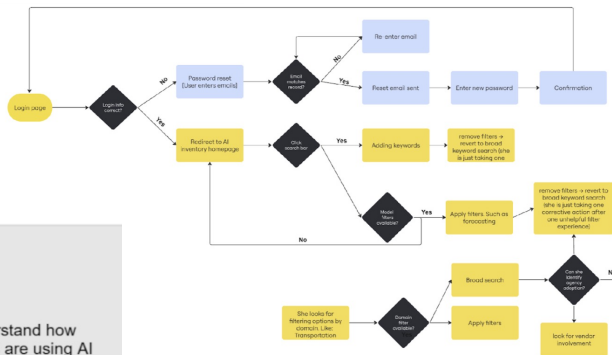 Re- enter email
No
Password reset
(User enters emails)
Email
matches
record?
No
Yes
Reset email sent
Enter new password
Confirmation
Login page
Login info
correct?
Yes
Redirect to AI
inventory homepage
Click
search bar
Yes
Adding keywords
remove filters →
revert to broad
keyword search (she
is just taking one
Model
filters
available?
Yes
No
Apply filters. Such as
forecasting
remove filters → revert to
broad keyword search
(she is just taking one
corrective action after
one unhelpful filter
experience)
She looks for
filtering options by
domain. Like:
Transportation
Domain
filter
available?
Broad search
Apply filters
Can she
identify
agency
adoption?
N
look for vendor
involvement
erstand how
are using AI